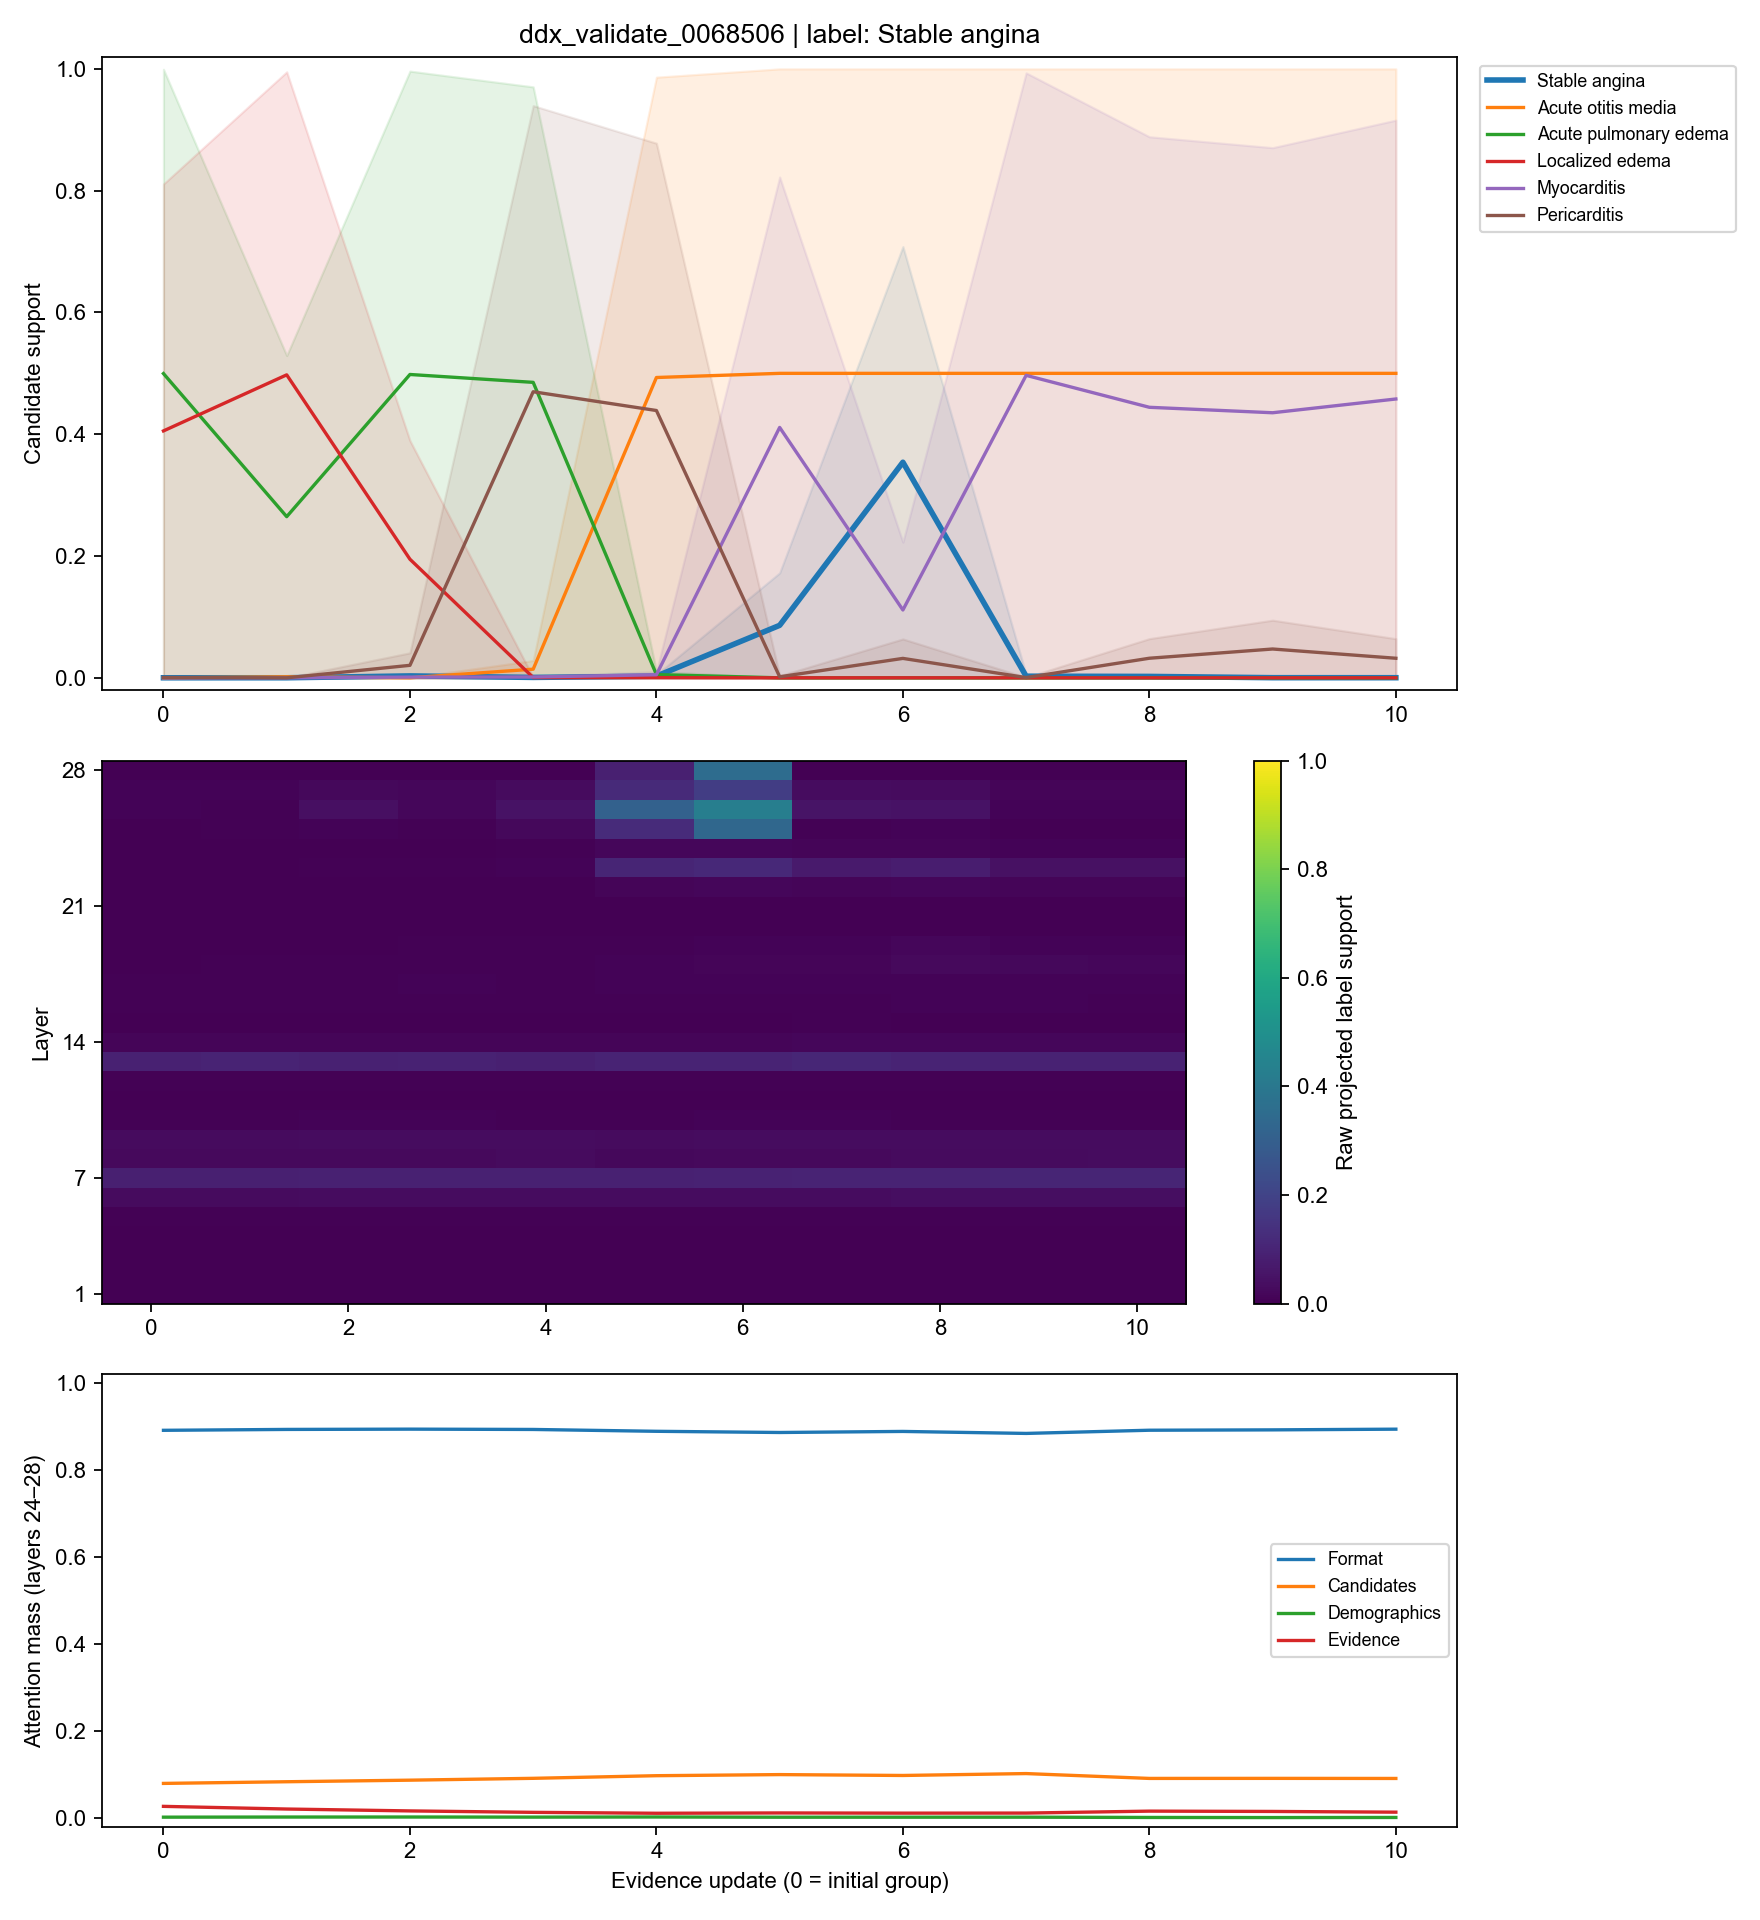 ddx_validate_0068506 | label: Stable angina
Candidate support
1.0
0.8
0.6
0.4
0.2
0.0
0 2 4 6 8 10
Stable angina
Acute otitis media
Acute pulmonary edema
Localized edema
Myocarditis
Pericarditis
Layer
28
21
14
7
1
0 2 4 6 8 10
1.0
0.8
0.6
0.4
0.2
0.0
Raw projected label support
Attention mass (layers 24–28)
1.0
0.8
0.6
0.4
0.2
0.0
Format
Candidates
Demographics
Evidence
0 2 4 6 8 10
Evidence update (0 = initial group)